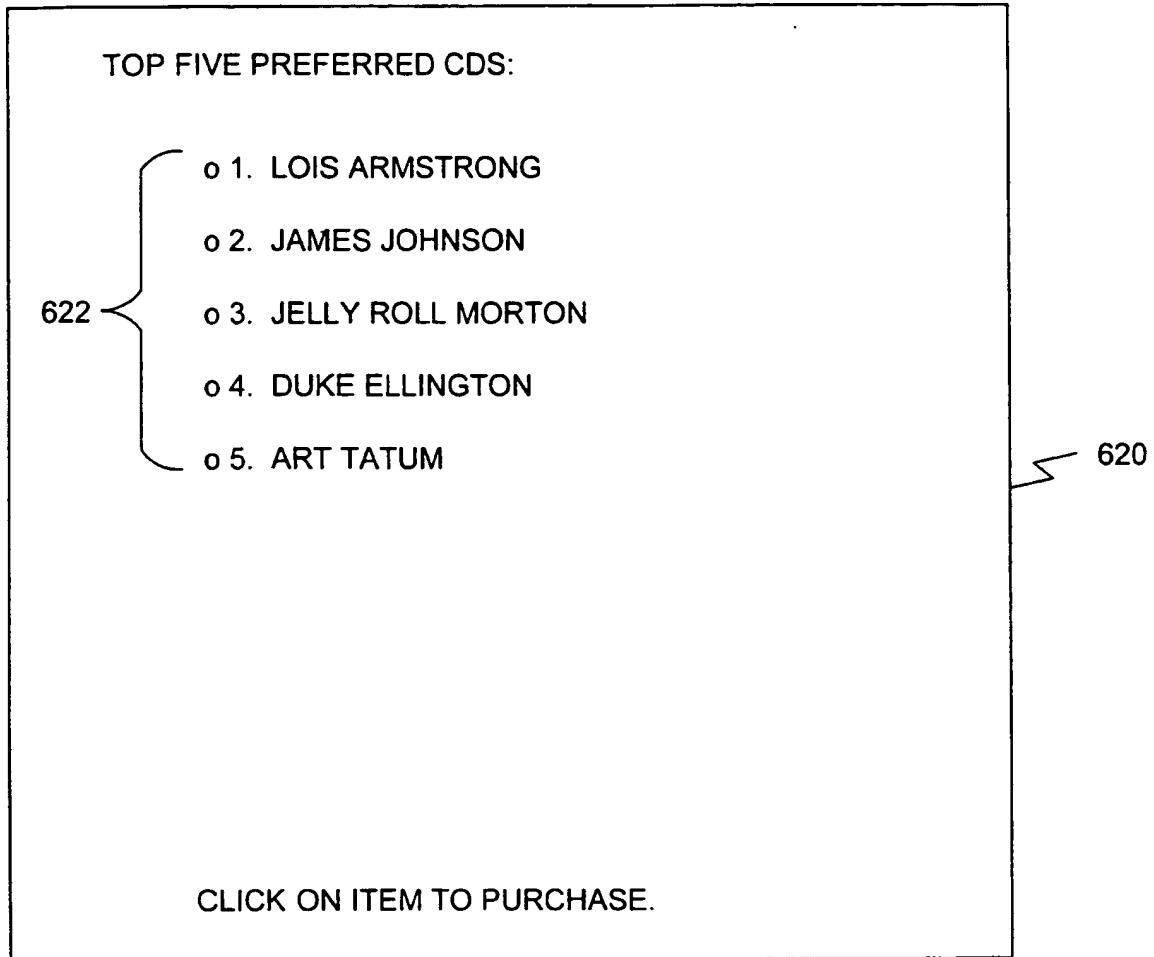 TOP FIVE PREFERRED CDS:
o 1. LOIS ARMSTRONG
o 2. JAMES JOHNSON
622
o 3. JELLY ROLL MORTON
o 4. DUKE ELLINGTON
o 5. ART TATUM
620
CLICK ON ITEM TO PURCHASE.